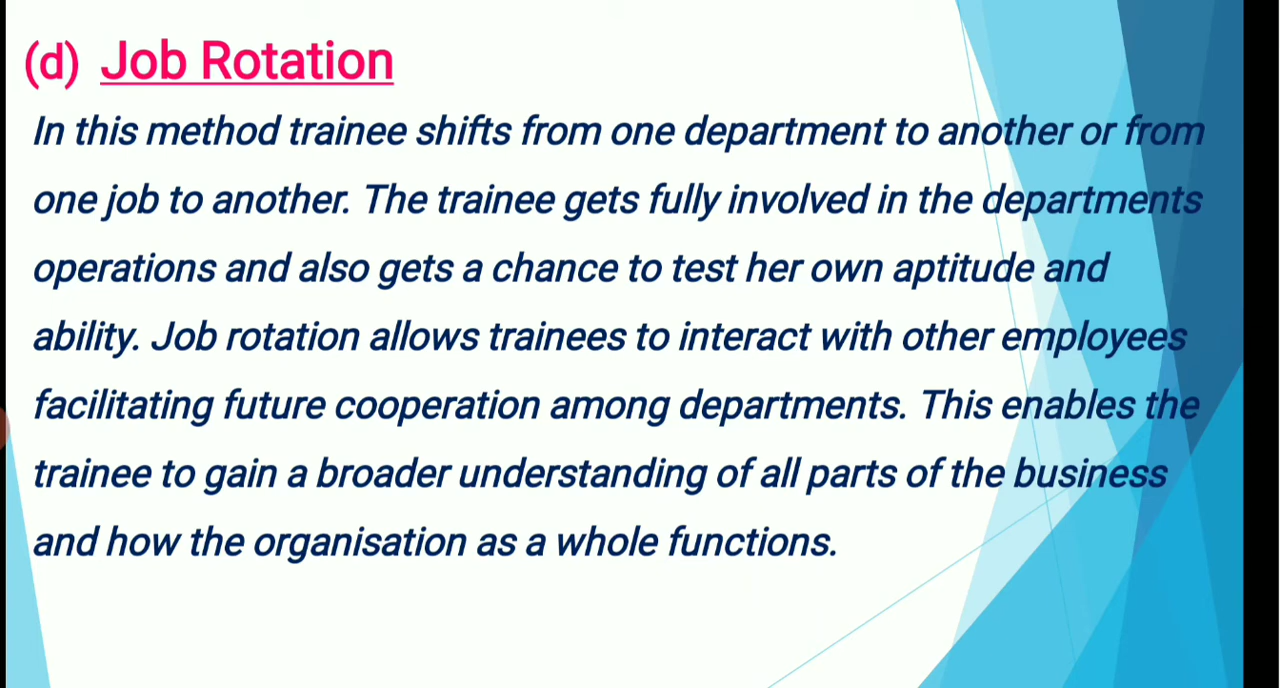 (d) Job Rotation
In this method trainee shifts from one department to another or from
one job to another. The trainee gets fully involved in the departments
operations and also gets a chance to test her own aptitude and
ability. Job rotation allows trainees to interact with other employees
facilitating future cooperation among departments. This enables the
trainee to gain a broader understanding of all parts of the business
and how the organisation as a whole functions.